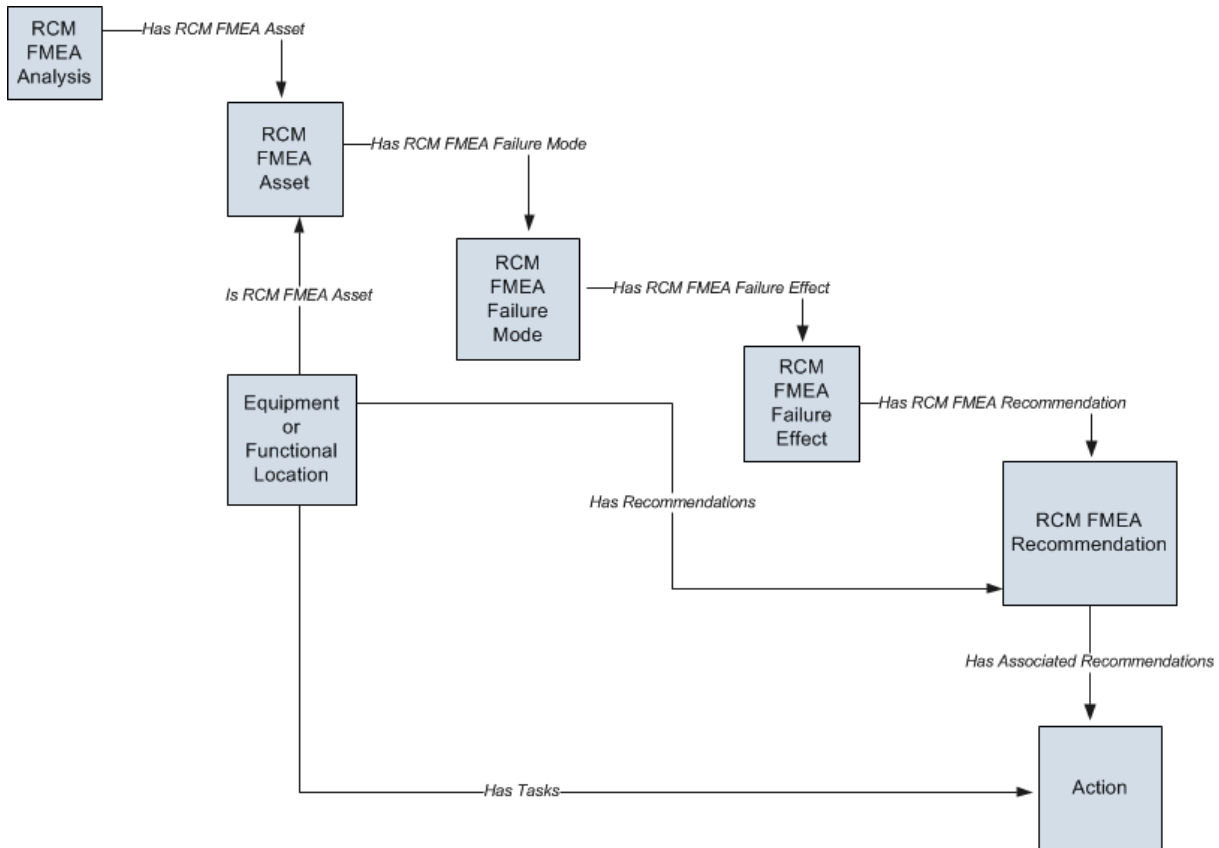 RCM
FMEA
Analysis
Has RCM FMEA Asset
RCM
FMEA
Asset
Has RCM FMEA Failure Mode
RCM
FMEA
Failure
Mode
Is RCM FMEA Asset
Has RCM FMEA Failure Effect
RCM
FMEA
Failure
Effect
Equipment
or
Functional
Location
Has RCM FMEA Recommendation
Has Recommendations
RCM FMEA
Recommendation
Has Associated Recommendations
Has Tasks
Action